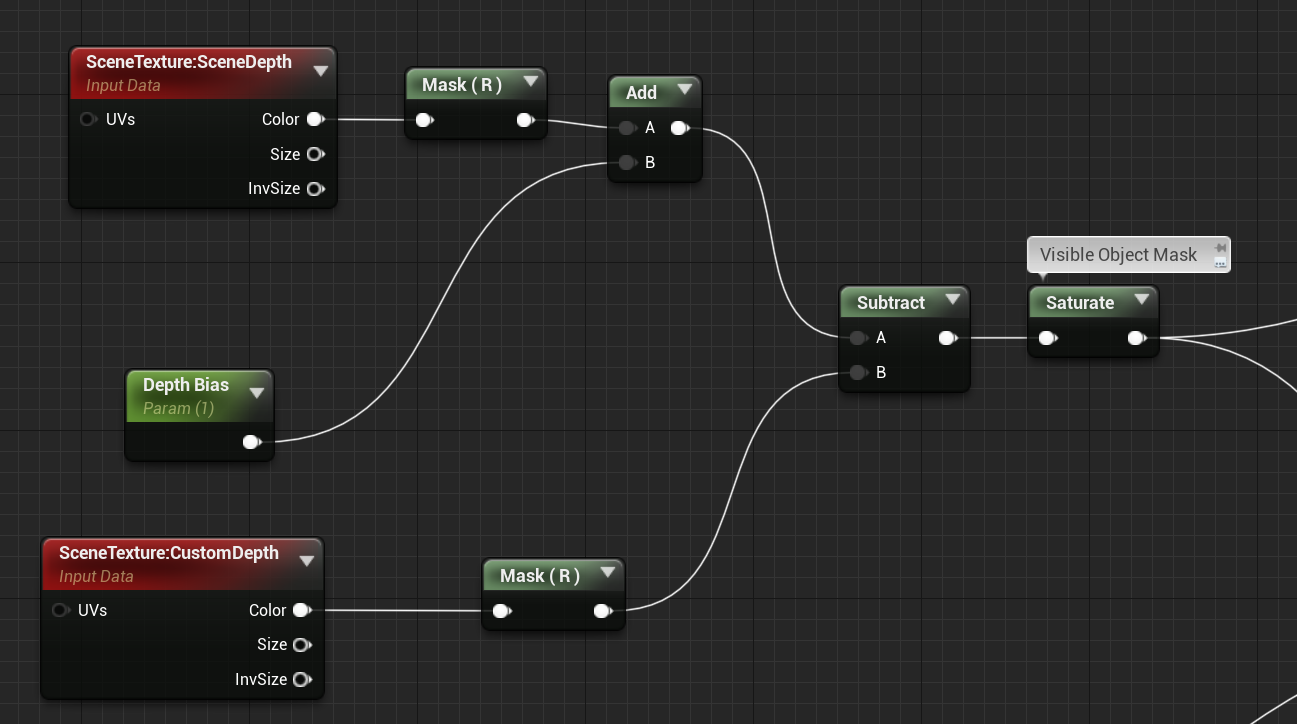 SceneTexture:SceneDepth
Input Data
UVs
Color
Size
InvSize
Mask ( R )
Add
A
B
Visible Object Mask
Subtract
A
B
Saturate
Depth Bias
Param (1)
SceneTexture:CustomDepth
Input Data
UVs
Color
Size
InvSize
Mask ( R )